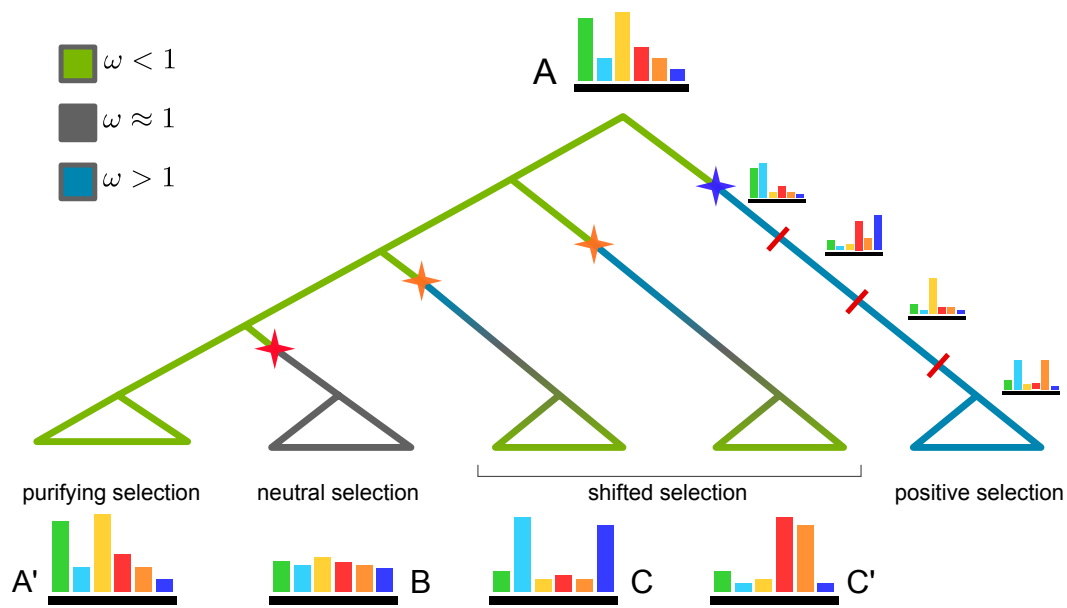 ω < 1
ω ≈ 1
ω > 1
A
purifying selection
neutral selection
shifted selection
positive selection
A'
B
C
C'